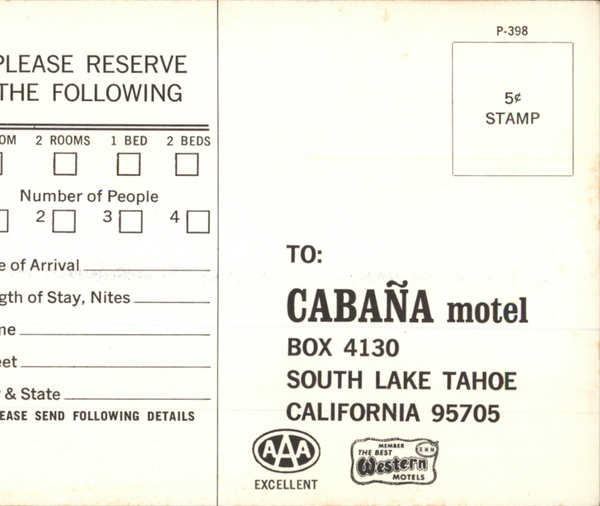 PLEASE RESERVE
THE FOLLOWING
OM 2 ROOMS 1 BED 2 BEDS
Number of People
2 3 4
e of Arrival
gth of Stay, Nites
me
eet
& State
EASE SEND FOLLOWING DETAILS
P-398
5¢
STAMP
TO:
CABAÑA motel
BOX 4130
SOUTH LAKE TAHOE
CALIFORNIA 95705
AAA
EXCELLENT
MEMBER
B.W.M.
THE BEST
Western
MOTELS